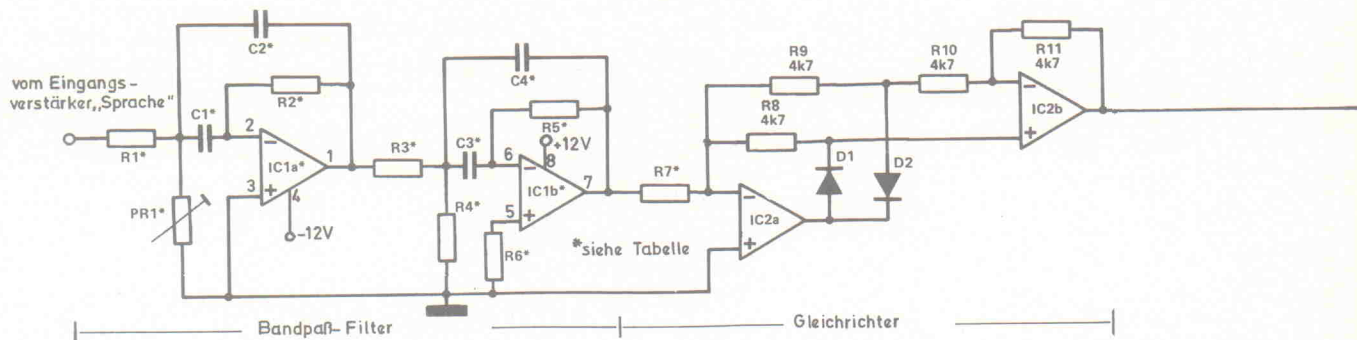 vom Eingangs-
verstärker„Sprache“
R1*
C1*
C2*
R2*
2
3
1
4
IC1a*
-12V
PR1*
R3*
C3*
C4*
R5*
+12V
8
6
5
7
IC1b*
R4*
R6*
R7*
*siehe Tabelle
R9
4k7
R8
4k7
R10
4k7
R11
4k7
D1
D2
IC2a
IC2b
Bandpaß-Filter
Gleichrichter